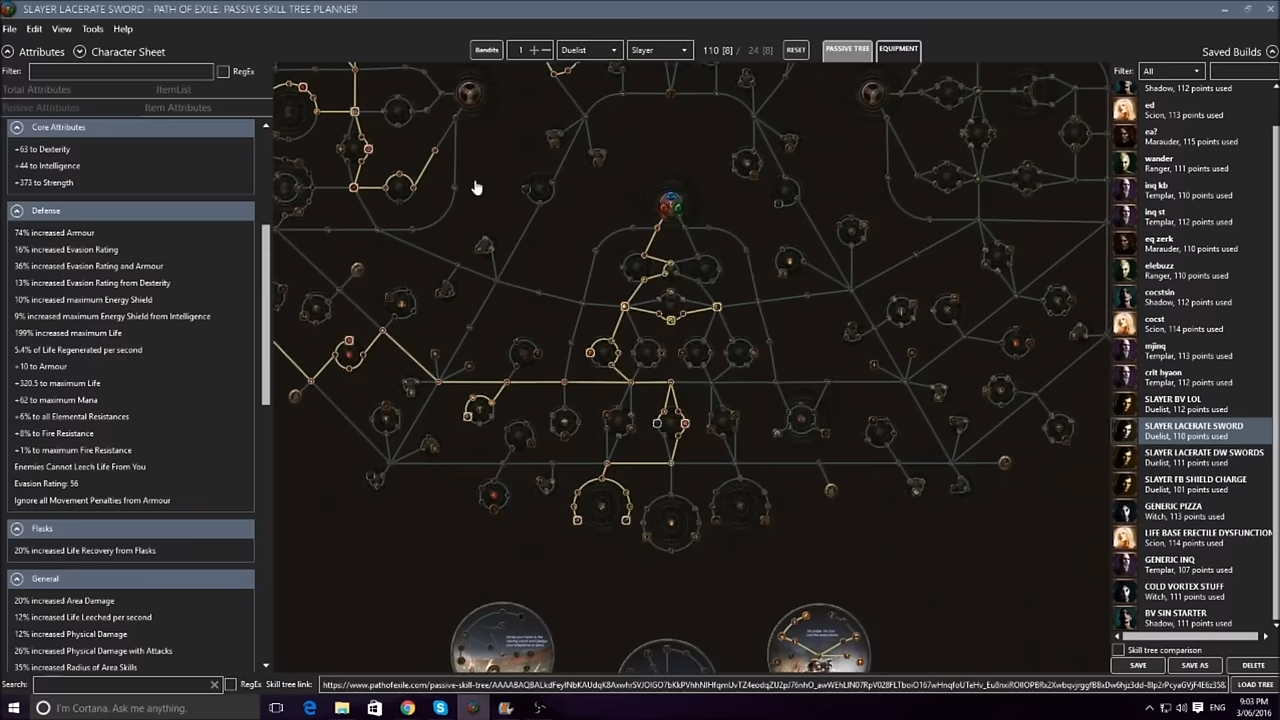 SLAYER LACERATE SWORD - PATH OF EXILE: PASSIVE SKILL TREE PLANNER
File Edit View Tools Help
Attributes Character Sheet
Bandits 1 Duelist Slayer 110 [8] / 24 [8] RESET PASSIVE TREE EQUIPMENT
Saved Builds
Filter: RegEx
Filter: All
Total Attributes ItemList
Passive Attributes Item Attributes
Core Attributes
+63 to Dexterity
+44 to Intelligence
+373 to Strength
Defense
74% increased Armour
16% increased Evasion Rating
36% increased Evasion Rating and Armour
13% increased Evasion Rating from Dexterity
10% increased maximum Energy Shield
9% increased maximum Energy Shield from Intelligence
199% increased maximum Life
5.4% of Life Regenerated per second
+10 to Armour
+320.5 to maximum Life
+62 to maximum Mana
+6% to all Elemental Resistances
+8% to Fire Resistance
+1% to maximum Fire Resistance
Enemies Cannot Leech Life From You
Evasion Rating: 56
Ignore all Movement Penalties from Armour
Flasks
20% increased Life Recovery from Flasks
General
20% increased Area Damage
12% increased Life Leeched per second
12% increased Physical Damage
26% increased Physical Damage with Attacks
35% increased Radius of Area Skills
Shadow, 112 points used
ed
Scion, 113 points used
ea?
Marauder, 115 points used
wander
Ranger, 111 points used
inq kb
Templar, 112 points used
inq st
Templar, 112 points used
eq zerk
Marauder, 110 points used
elebuzz
Ranger, 110 points used
cocstsin
Shadow, 112 points used
cocst
Scion, 114 points used
mjinq
Templar, 113 points used
crit hyaon
Templar, 112 points used
SLAYER BV LOL
Duelist, 112 points used
SLAYER LACERATE SWORD
Duelist, 110 points used
SLAYER LACERATE DW SWORDS
Duelist, 111 points used
SLAYER FB SHIELD CHARGE
Duelist, 101 points used
GENERIC PIZZA
Witch, 113 points used
LIFE BASE ERECTILE DYSFUNCTION
Scion, 114 points used
GENERIC INQ
Templar, 107 points used
COLD VORTEX STUFF
Witch, 111 points used
BV SIN STARTER
Shadow, 111 points used
Skill tree comparison
SAVE SAVE AS DELETE
Search: RegEx Skill tree link: LOAD TREE
I'm Cortana. Ask me anything.
ENG
9:03 PM
3/06/2016